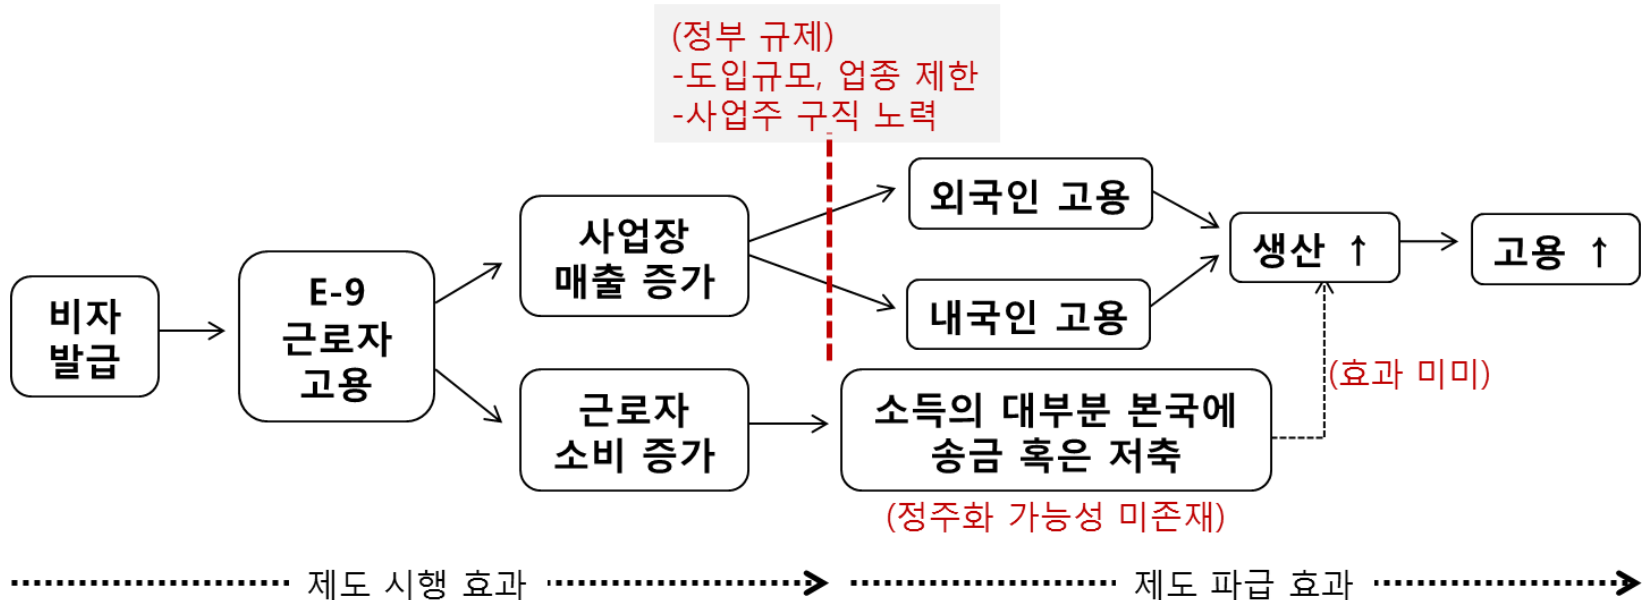 (정부 규제)
-도입규모, 업종 제한
-사업주 구직 노력
비자
발급
E-9
근로자
고용
사업장
매출 증가
근로자
소비 증가
외국인 고용
내국인 고용
소득의 대부분 본국에
송금 혹은 저축
(정주화 가능성 미존재)
생산 ↑
고용 ↑
(효과 미미)
제도 시행 효과
제도 파급 효과